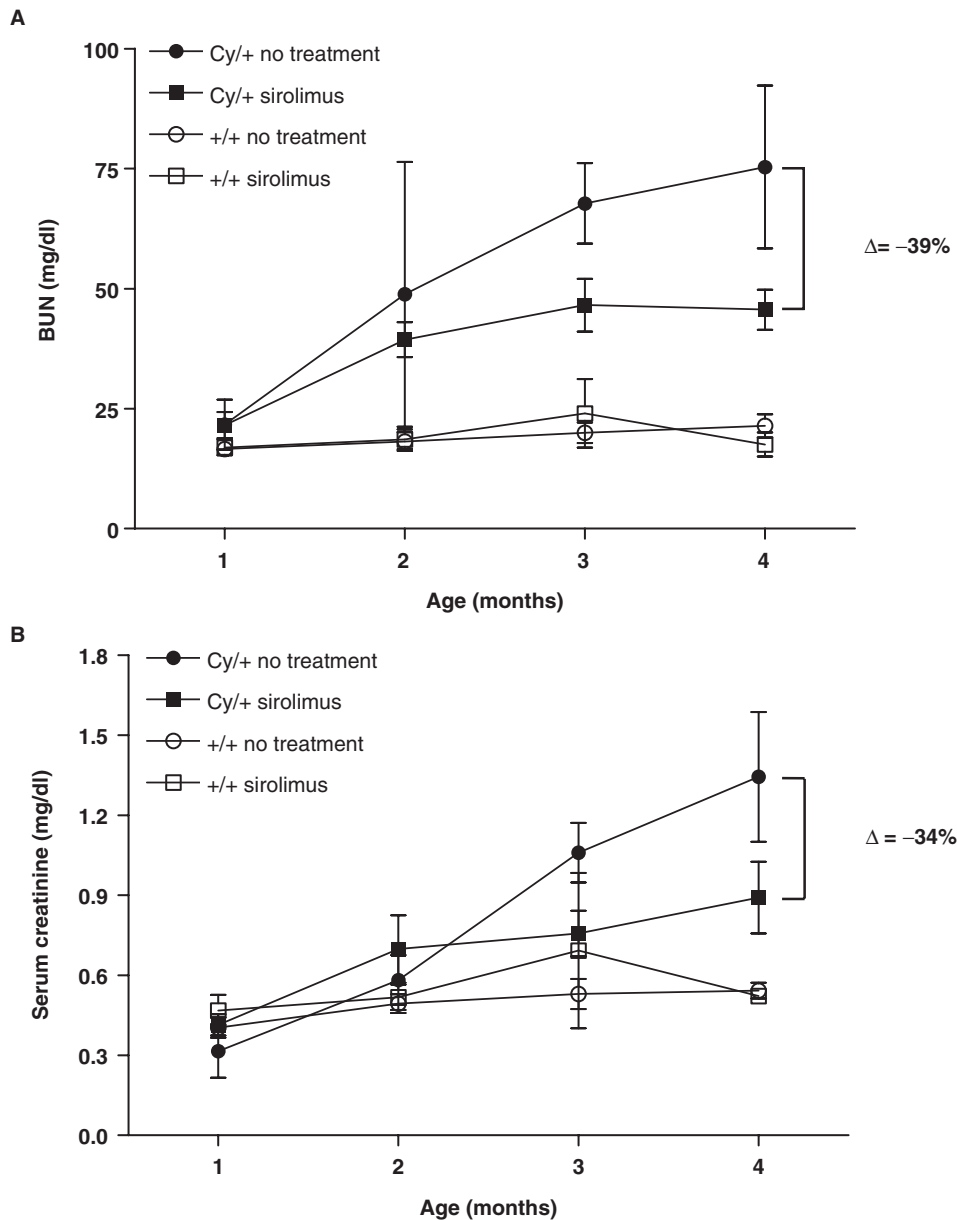 A
100
75
50
25
0
BUN (mg/dl)
Cy/+ no treatment
Cy/+ sirolimus
+/+ no treatment
+/+ sirolimus
Δ= −39%
1 2 3 4
Age (months)
B
1.8
1.5
1.2
0.9
0.6
0.3
0.0
Serum creatinine (mg/dl)
Cy/+ no treatment
Cy/+ sirolimus
+/+ no treatment
+/+ sirolimus
Δ = −34%
1 2 3 4
Age (months)